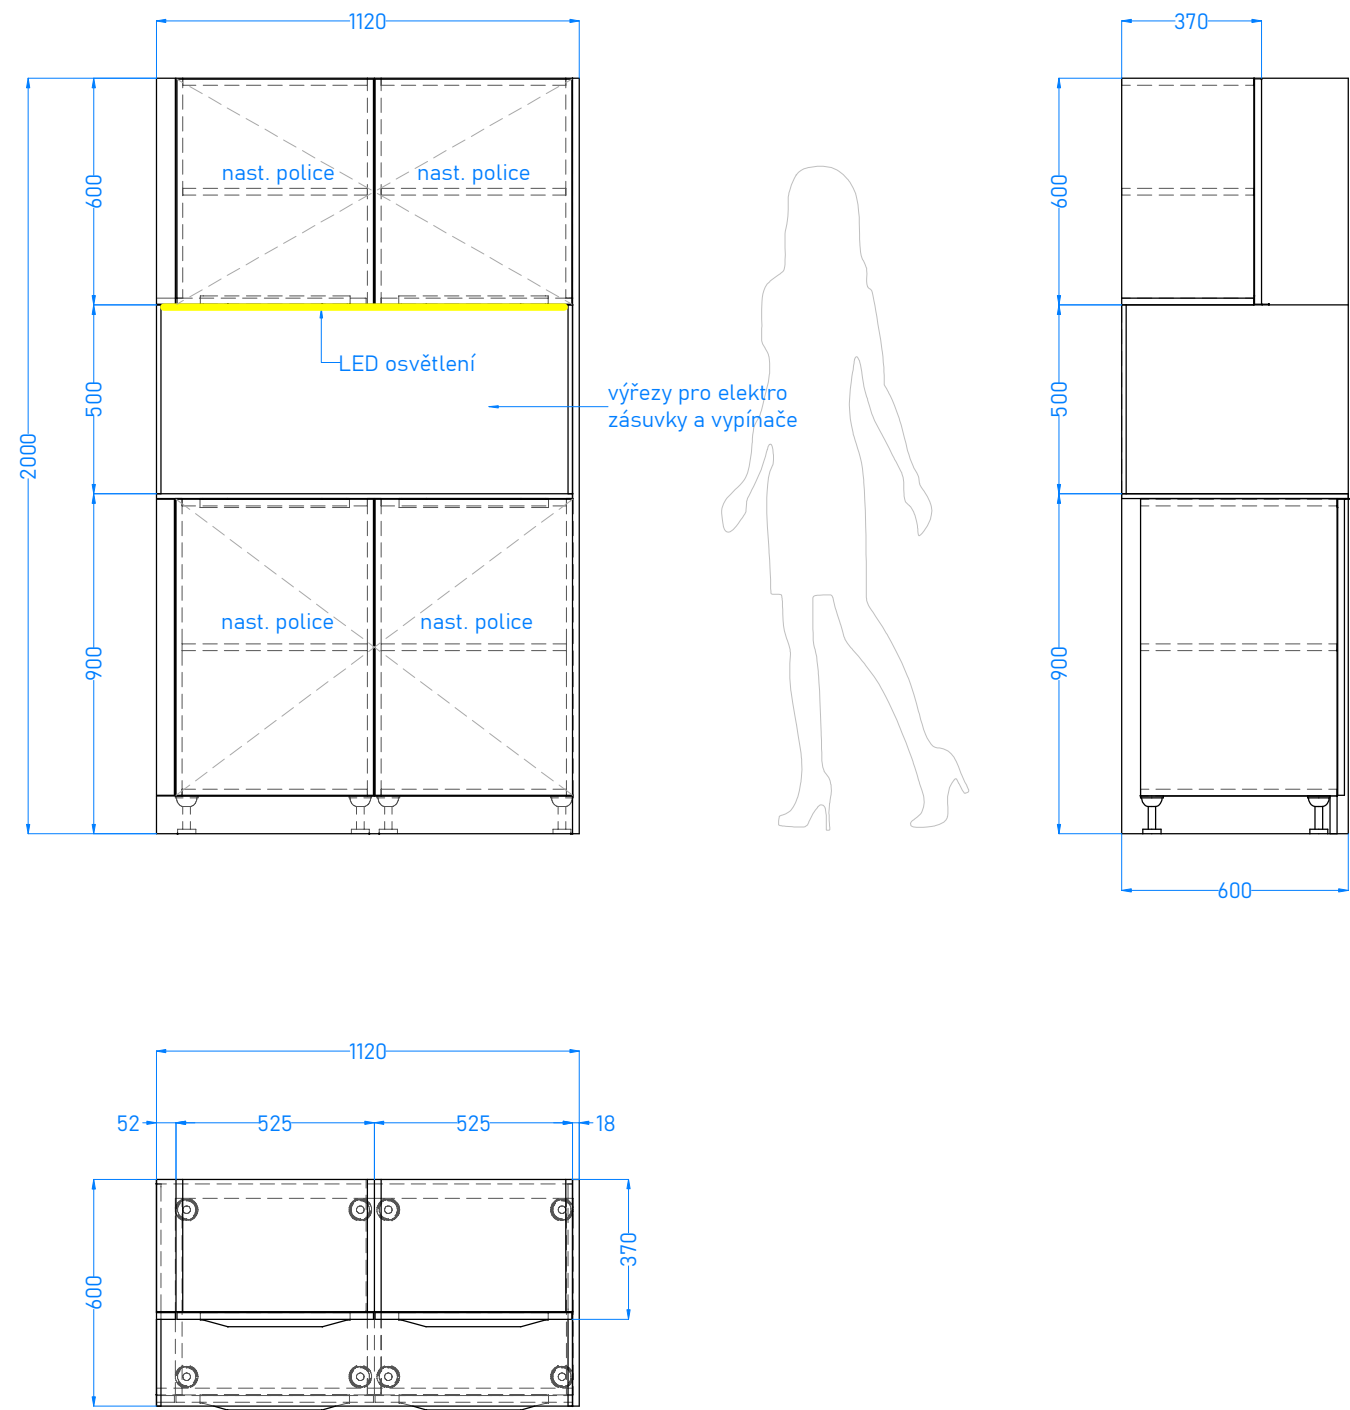 1120
370
600
nast. police
nast. police
600
LED osvětlení
500
výřezy pro elektro
zásuvky a vypínače
500
2000
nast. police
nast. police
900
900
600
1120
52
525
525
18
370
600